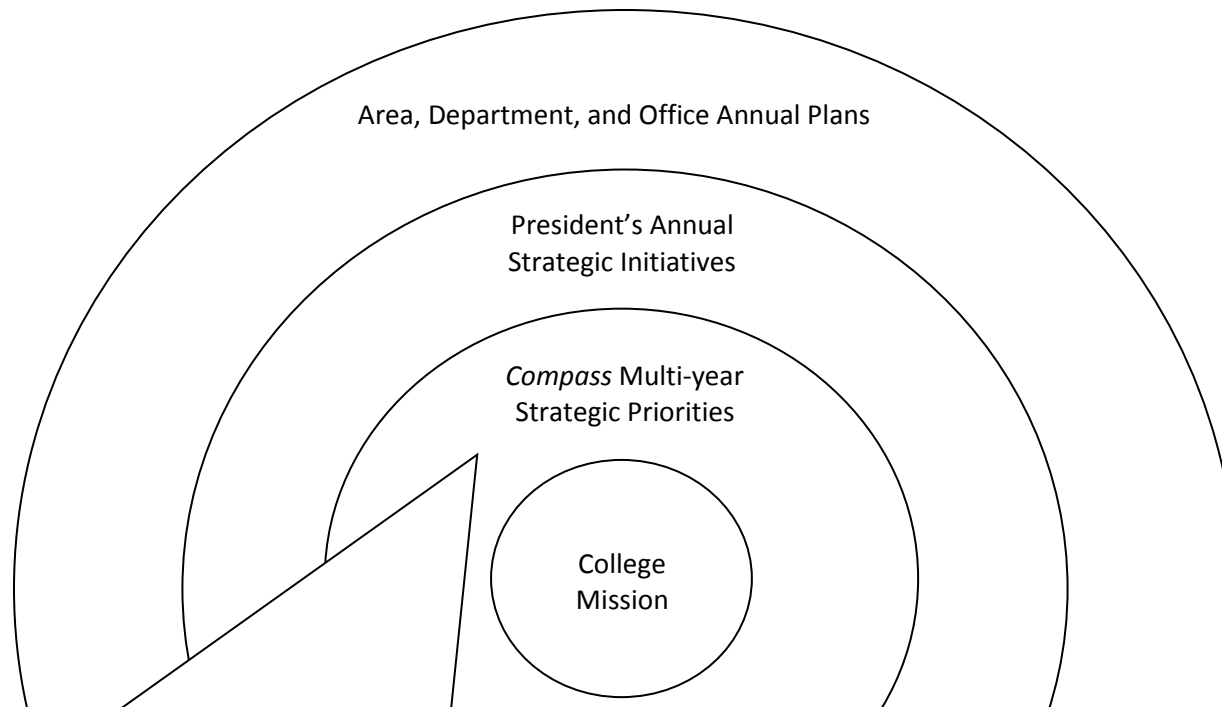 Area, Department, and Office Annual Plans
President’s Annual
Strategic Initiatives
Compass Multi-year
Strategic Priorities
College
Mission